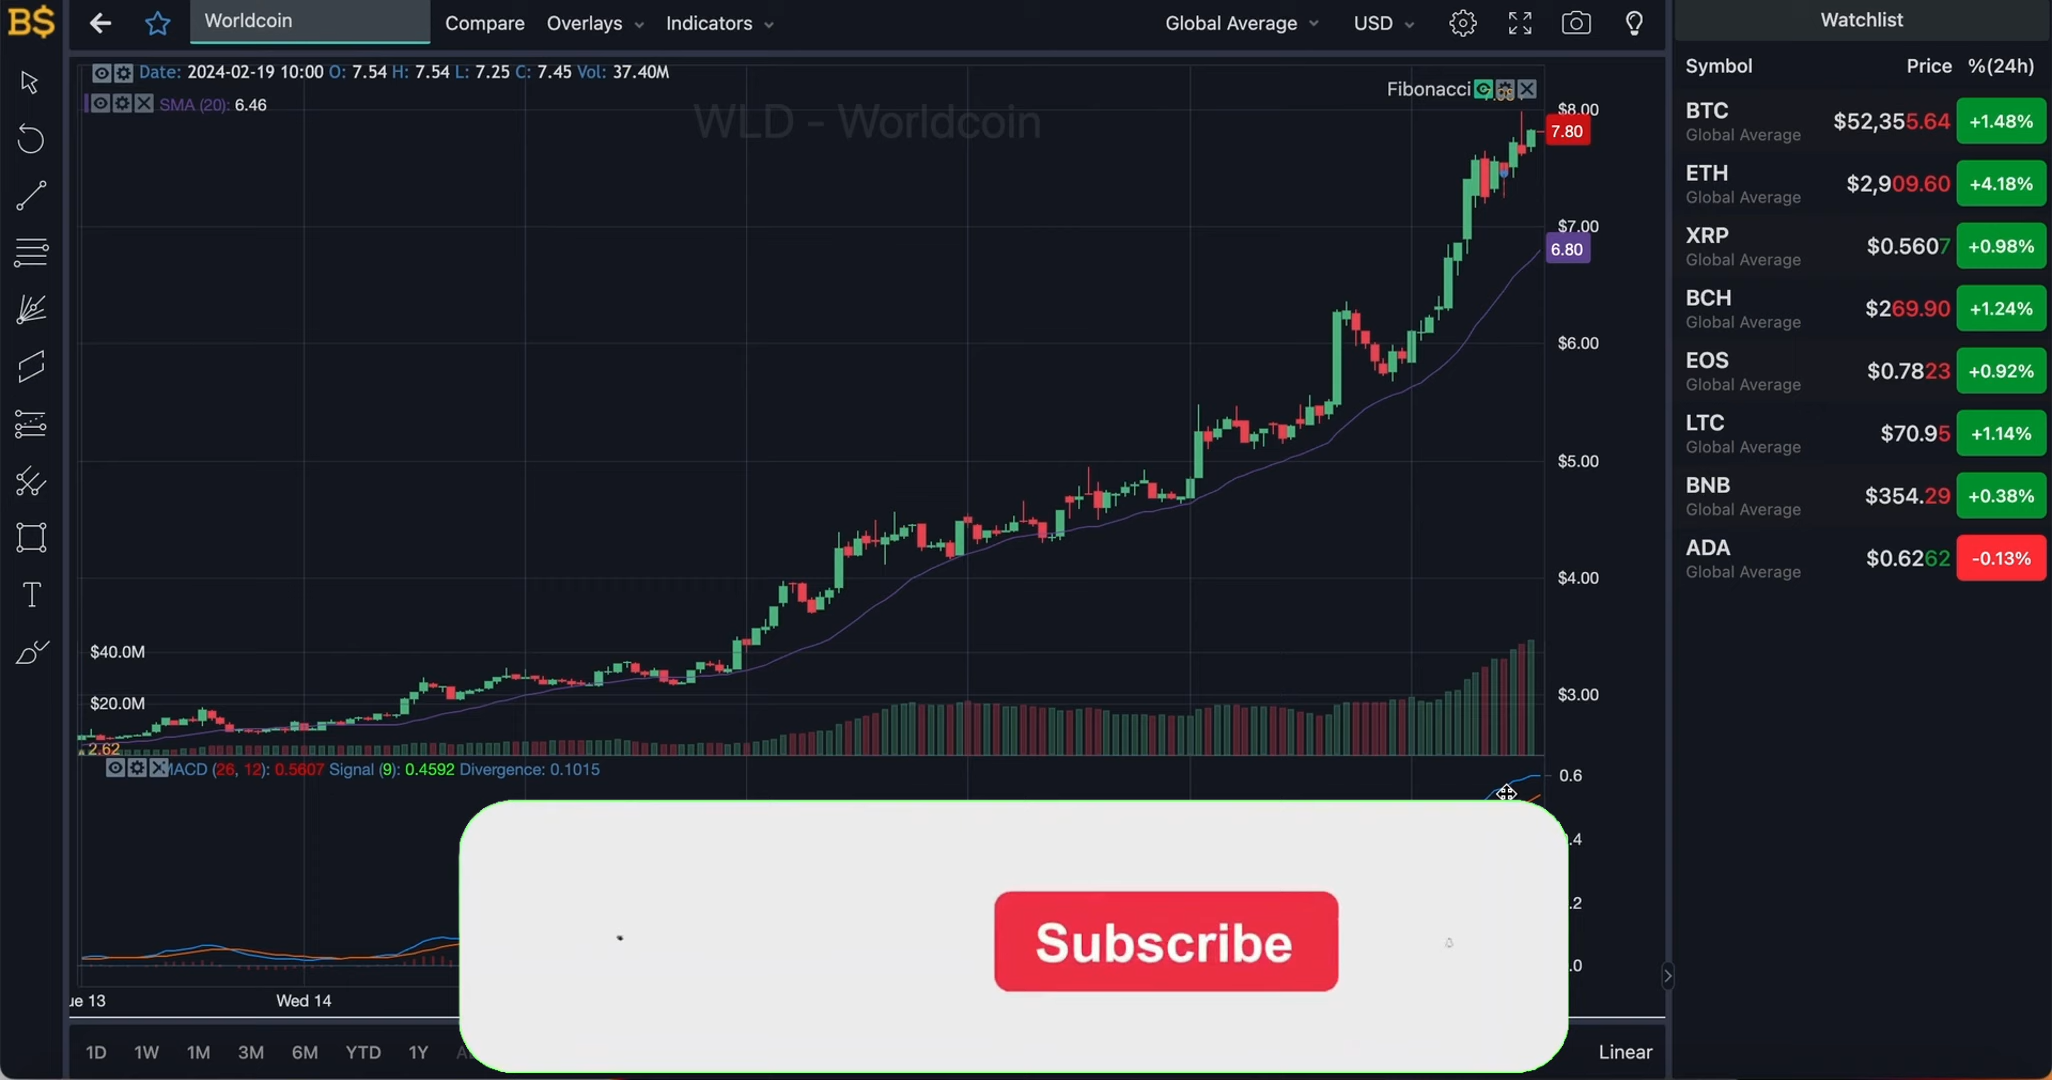 B$
Worldcoin
Compare
Overlays
Indicators
Global Average
USD
Watchlist
Date: 2024-02-19 10:00 O: 7.54 H: 7.54 L: 7.25 C: 7.45 Vol: 37.40M
SMA (20): 6.46
WLD - Worldcoin
Fibonacci
$8.00
7.80
$7.00
6.80
$6.00
$5.00
$4.00
$3.00
$40.0M
$20.0M
2.62
MACD (26, 12): 0.5607 Signal (9): 0.4592 Divergence: 0.1015
0.6
.4
.2
.0
ue 13
Wed 14
Subscribe
1D
1W
1M
3M
6M
YTD
1Y
Linear
Symbol Price %(24h)
BTC $52,355.64 +1.48%
Global Average
ETH $2,909.60 +4.18%
Global Average
XRP $0.5607 +0.98%
Global Average
BCH $269.90 +1.24%
Global Average
EOS $0.7823 +0.92%
Global Average
LTC $70.95 +1.14%
Global Average
BNB $354.29 +0.38%
Global Average
ADA $0.6262 -0.13%
Global Average